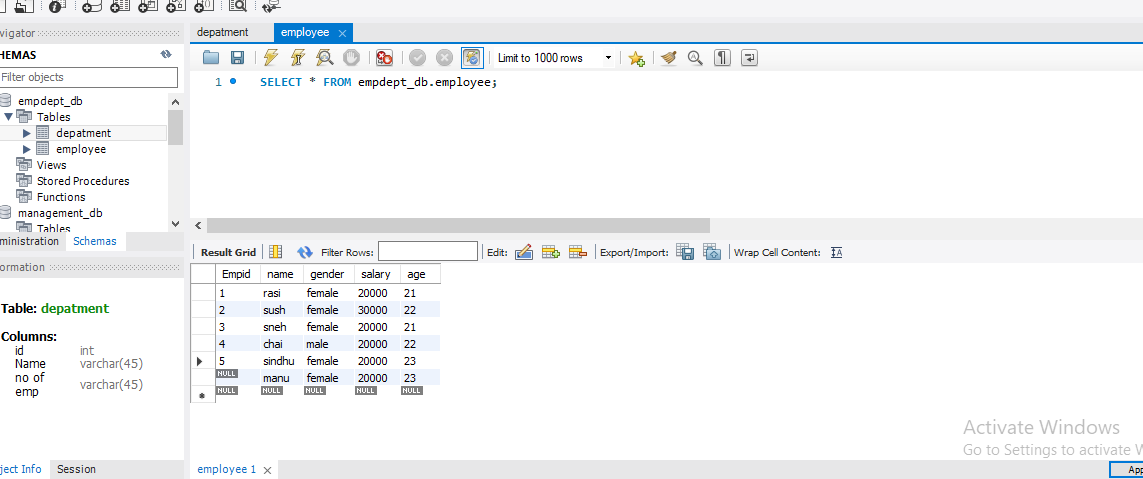 vigator
depatment
employee
HEMAS
Filter objects
Limit to 1000 rows
1
SELECT * FROM empdept_db.employee;
empdept_db
Tables
depatment
employee
Views
Stored Procedures
Functions
management_db
Tables
ministration Schemas
Result Grid
Filter Rows:
Edit:
Export/Import:
Wrap Cell Content:
ormation
Table: depatment
Columns:
id int
Name varchar(45)
no of emp varchar(45)
Empid name gender salary age
1 rasi female 20000 21
2 sush female 30000 22
3 sneh female 20000 21
4 chai male 20000 22
5 sindhu female 20000 23
NULL manu female 20000 23
NULL NULL NULL NULL NULL
Activate Windows
Go to Settings to activate W
ject Info Session
employee 1
App